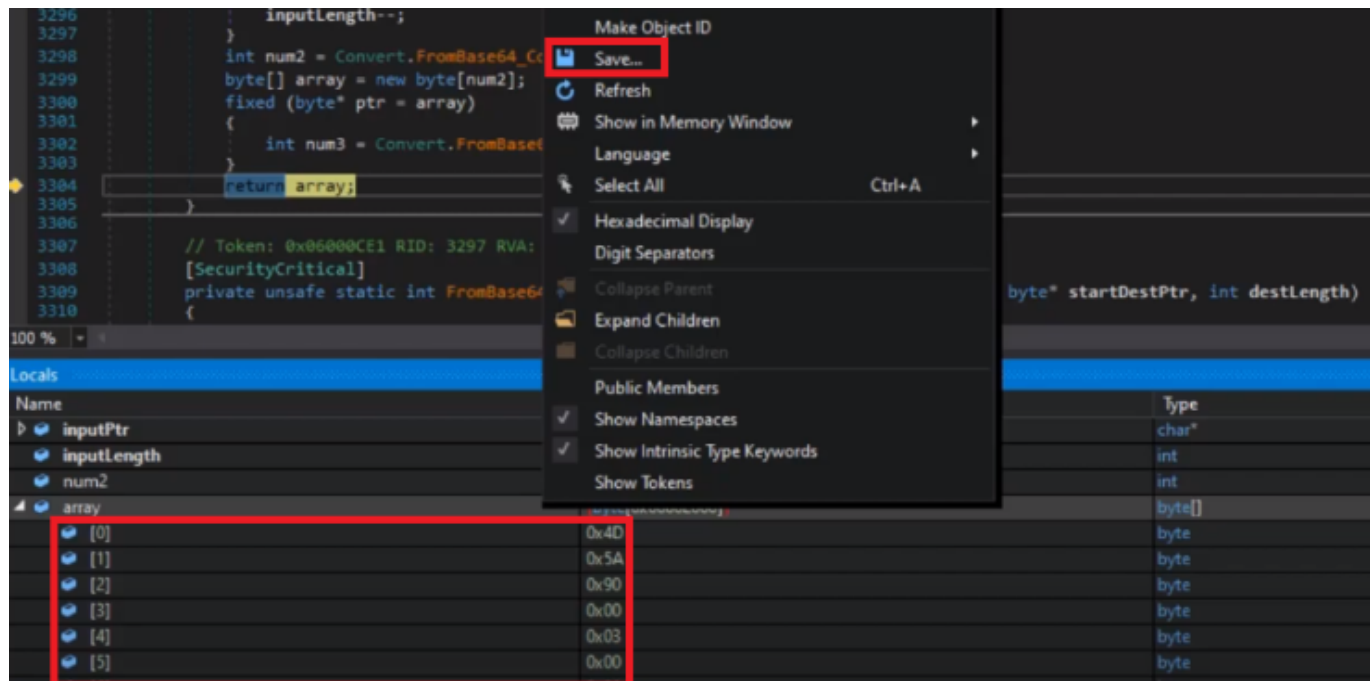 3296 inputLength--;
3297 }
3298 int num2 = Convert.FromBase64_Co
3299 byte[] array = new byte[num2];
3300 fixed (byte* ptr = array)
3301 {
3302 int num3 = Convert.FromBase6
3303 }
3304 return array;
3305 }
3306
3307 // Token: 0x06000CE1 RID: 3297 RVA:
3308 [SecurityCritical]
3309 private unsafe static int FromBase64 byte* startDestPtr, int destLength)
3310 {
100 %
Make Object ID
Save...
Refresh
Show in Memory Window
Language
Select All Ctrl+A
Hexadecimal Display
Digit Separators
Collapse Parent
Expand Children
Collapse Children
Public Members
Show Namespaces
Show Intrinsic Type Keywords
Show Tokens
Locals
Name Type
inputPtr char*
inputLength int
num2 int
array byte[]
[0] 0x4D byte
[1] 0x5A byte
[2] 0x90 byte
[3] 0x00 byte
[4] 0x03 byte
[5] 0x00 byte